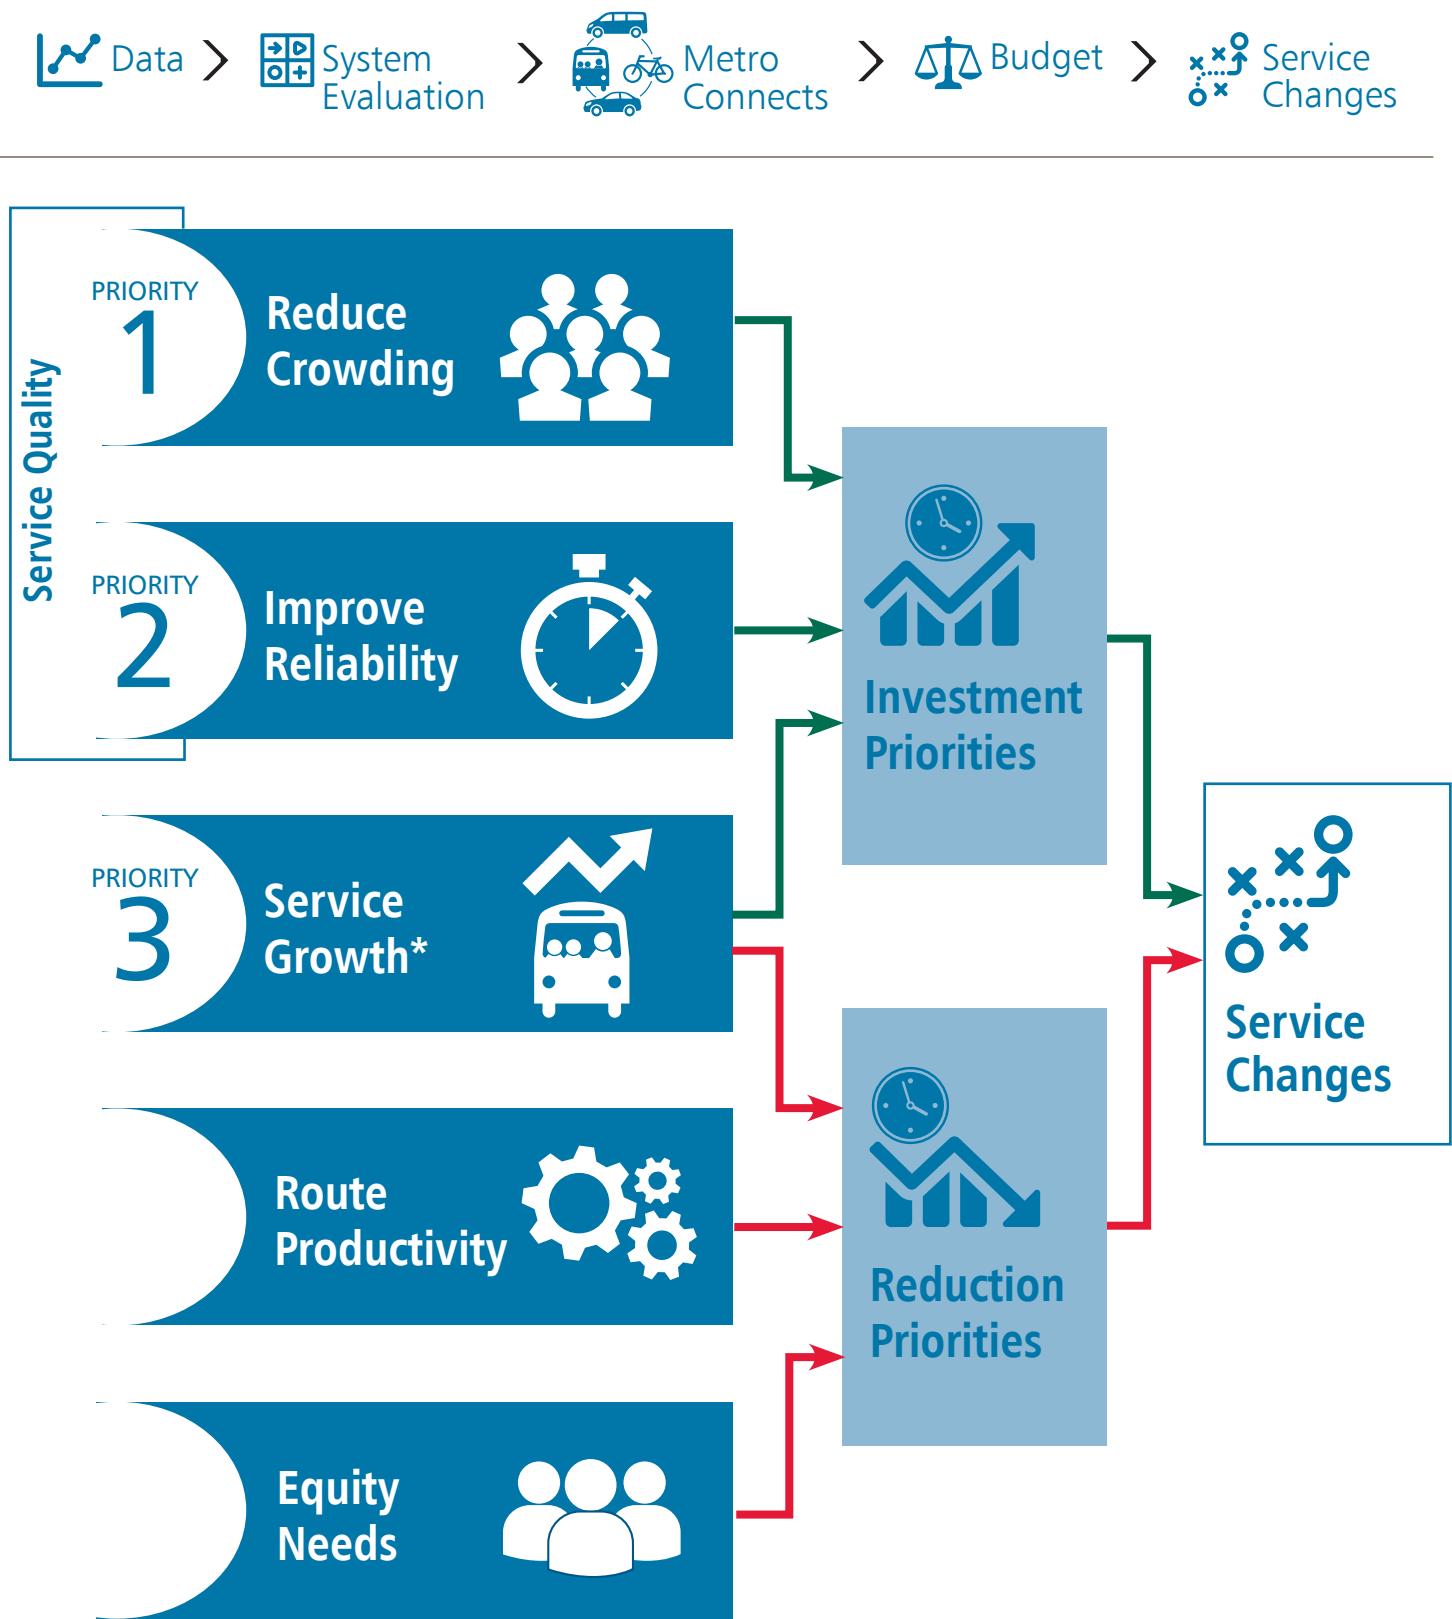 Data
System
Evaluation
Metro
Connects
Budget
Service
Changes
Service Quality
PRIORITY
1
Reduce
Crowding
PRIORITY
2
Improve
Reliability
PRIORITY
3
Service
Growth*
Route
Productivity
Equity
Needs
Investment
Priorities
Reduction
Priorities
Service
Changes